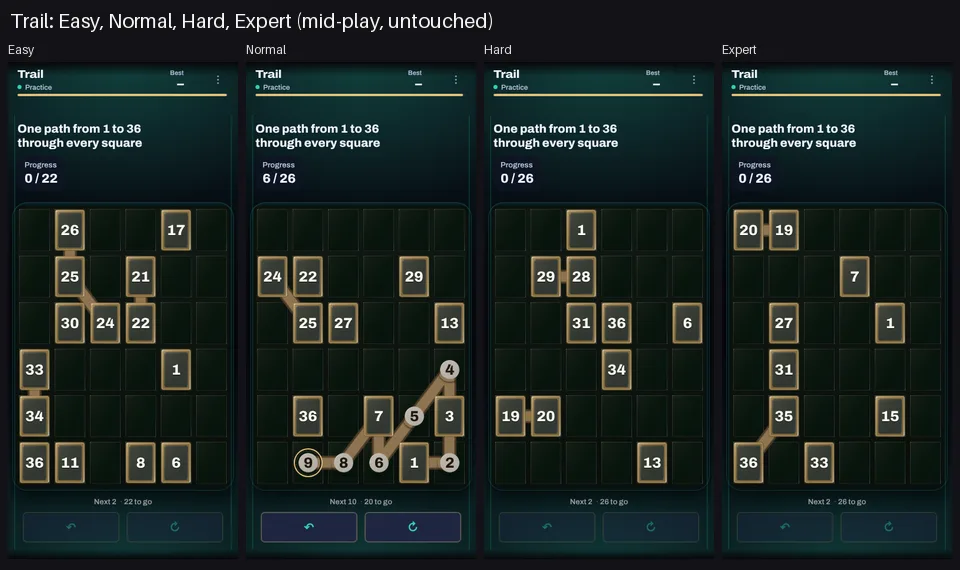 Trail: Easy, Normal, Hard, Expert (mid-play, untouched)
Easy
Trail
Best
Practice
–
One path from 1 to 36
through every square
Progress
0 / 22
26 17
25 21
30 24 22
33 1
34
36 11 8 6
Next 2 · 22 to go
Normal
Trail
Best
Practice
–
One path from 1 to 36
through every square
Progress
6 / 26
24 22 29
25 27 13
4
36 7 5 3
9 8 6 1 2
Next 10 · 20 to go
Hard
Trail
Best
Practice
–
One path from 1 to 36
through every square
Progress
0 / 26
1
29 28
31 36 6
34
19 20
13
Next 2 · 26 to go
Expert
Trail
Best
Practice
–
One path from 1 to 36
through every square
Progress
0 / 26
20 19
7
27 1
31
35 15
36 33
Next 2 · 26 to go